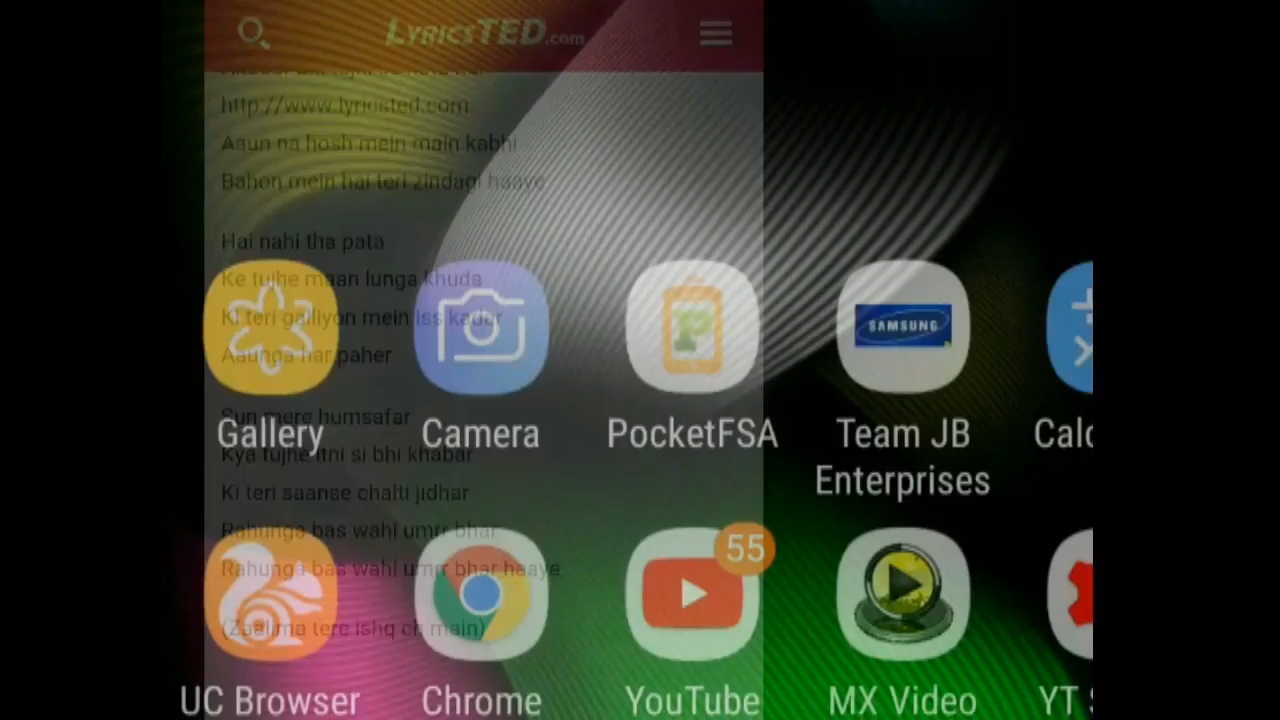 LYRICSTED.com
http://www.lyricsted.com
Aaun na hosh mein main kabhi
Bahon mein hai teri zindagi haaye
Hai nahi tha pata
Ke tujhe maan lunga khuda
Ki teri galliyon mein iss kadar
Aaunga har paher
SAMSUNG
Sun mere humsafar
Gallery
Camera
PocketFSA
Team JB
Enterprises
Calc
Kya tujhe itni si bhi khabar
Ki teri saanse chalti jidhar
Rahunga bas wahi umrr bhar
55
Rahunga bas wahi umrr bhar haaye
(Zaalima tere ishq ch main)
UC Browser
Chrome
YouTube
MX Video
YT